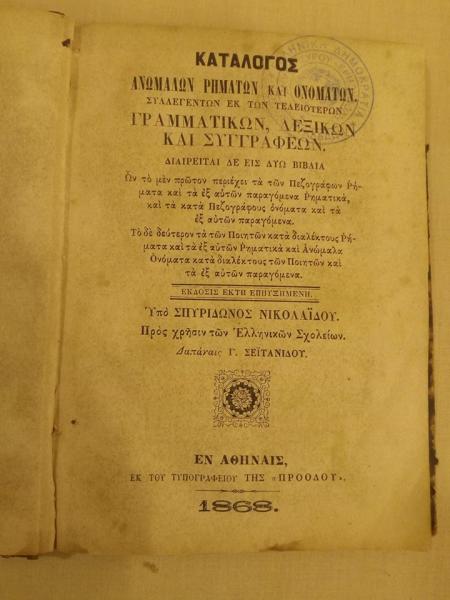 ΚΑΤΑΛΟΓΟΣ
ΑΝΩΜΑΛΩΝ ΡΗΜΑΤΩΝ ΚΑΙ ΟΝΟΜΑΤΩΝ.
ΣΥΛΛΕΓΕΝΤΩΝ ΕΚ ΤΩΝ ΤΕΛΕΙΟΤΕΡΩΝ
ΓΡΑΜΜΑΤΙΚΩΝ, ΛΕΞΙΚΩΝ
ΚΑΙ ΣΥΓΓΡΑΦΕΩΝ.
ΔΙΑΙΡΕΙΤΑΙ ΔΕ ΕΙΣ ΔΥΩ ΒΙΒΛΙΑ
Ὧν τὸ μὲν πρῶτον περιέχει τὰ τῶν Πεζογράφων Ῥή-
ματα καὶ τὰ ἐξ αὐτῶν παραγόμενα Ῥηματικά,
καὶ τὰ κατὰ Πεζογράφους ὀνόματα καὶ τὰ
ἐξ αὐτῶν παραγόμενα.
Τὸ δὲ δεύτερον τὰ τῶν Ποιητῶν κατὰ διαλέκτους Ῥή-
ματα καὶ τὰ ἐξ αὐτῶν Ῥηματικὰ καὶ Ἀνώμαλα
Ὀνόματα κατὰ διαλέκτους τῶν Ποιητῶν καὶ
τὰ ἐξ αὐτῶν παραγόμενα.
ΕΚΔΟΣΙΣ ΕΚΤΗ ΕΠΗΥΞΗΜΕΝΗ.
Ὑπὸ ΣΠΥΡΙΔΩΝΟΣ ΝΙΚΟΛΑΪΔΟΥ.
Πρὸς χρῆσιν τῶν Ἑλληνικῶν Σχολείων.
Δαπάναις Γ. ΣΕΪΤΑΝΙΔΟΥ.
ΕΝ ΑΘΗΝΑΙΣ,
ΕΚ ΤΟΥ ΤΥΠΟΓΡΑΦΕΙΟΥ ΤΗΣ «ΠΡΟΟΔΟΥ».
1868.
ΕΛΛΗΝΙΚΗ ΔΗΜΟΚΡΑΤΙΑ